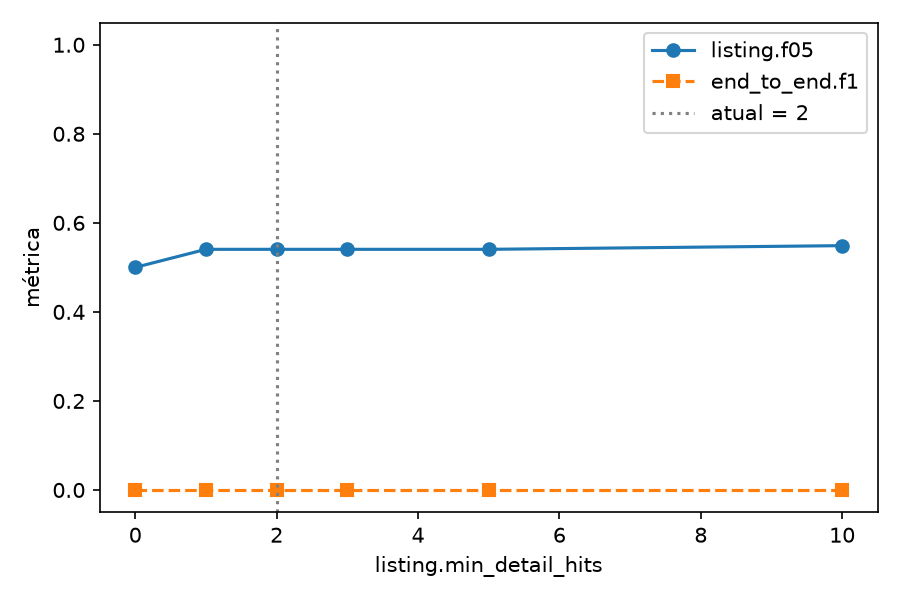 listing.f05
end_to_end.f1
atual = 2
métrica
1.0
0.8
0.6
0.4
0.2
0.0
0 2 4 6 8 10
listing.min_detail_hits